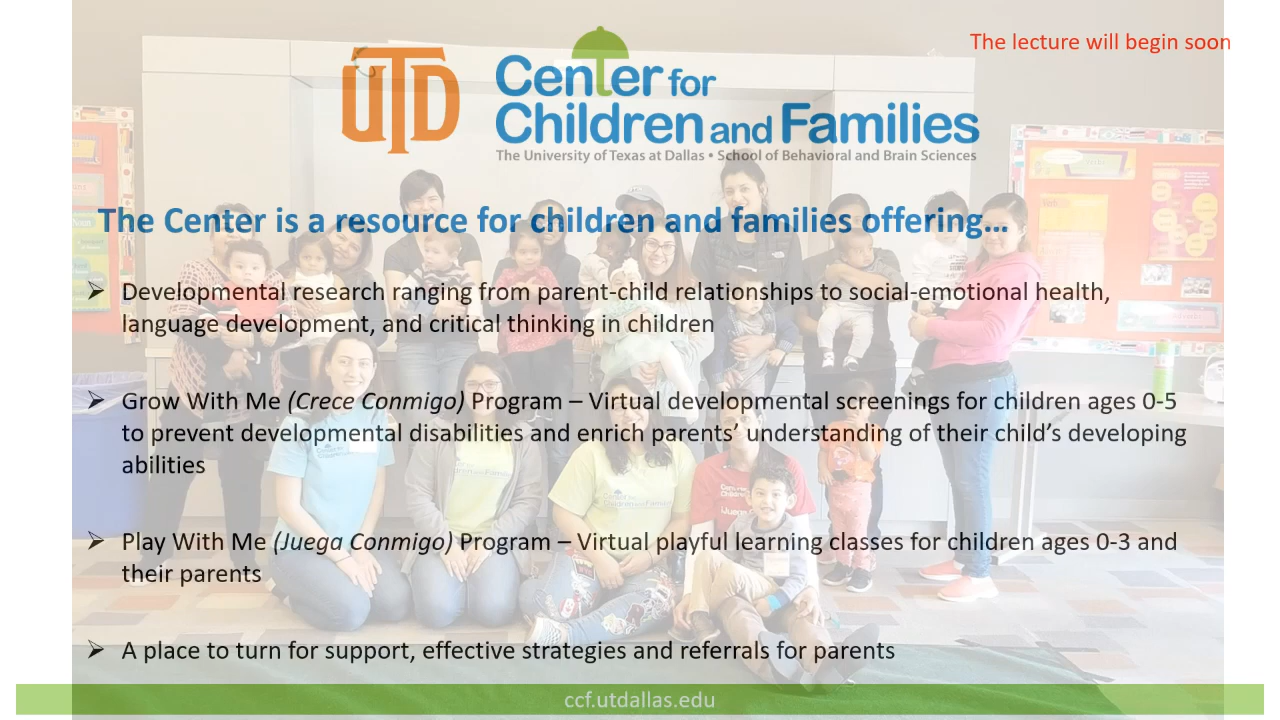 The lecture will begin soon
UTD
Center for
Children and Families
The University of Texas at Dallas • School of Behavioral and Brain Sciences
The Center is a resource for children and families offering…
➢ Developmental research ranging from parent-child relationships to social-emotional health,
language development, and critical thinking in children
➢ Grow With Me (Crece Conmigo) Program – Virtual developmental screenings for children ages 0-5
to prevent developmental disabilities and enrich parents’ understanding of their child’s developing
abilities
➢ Play With Me (Juega Conmigo) Program – Virtual playful learning classes for children ages 0-3 and
their parents
➢ A place to turn for support, effective strategies and referrals for parents
ccf.utdallas.edu